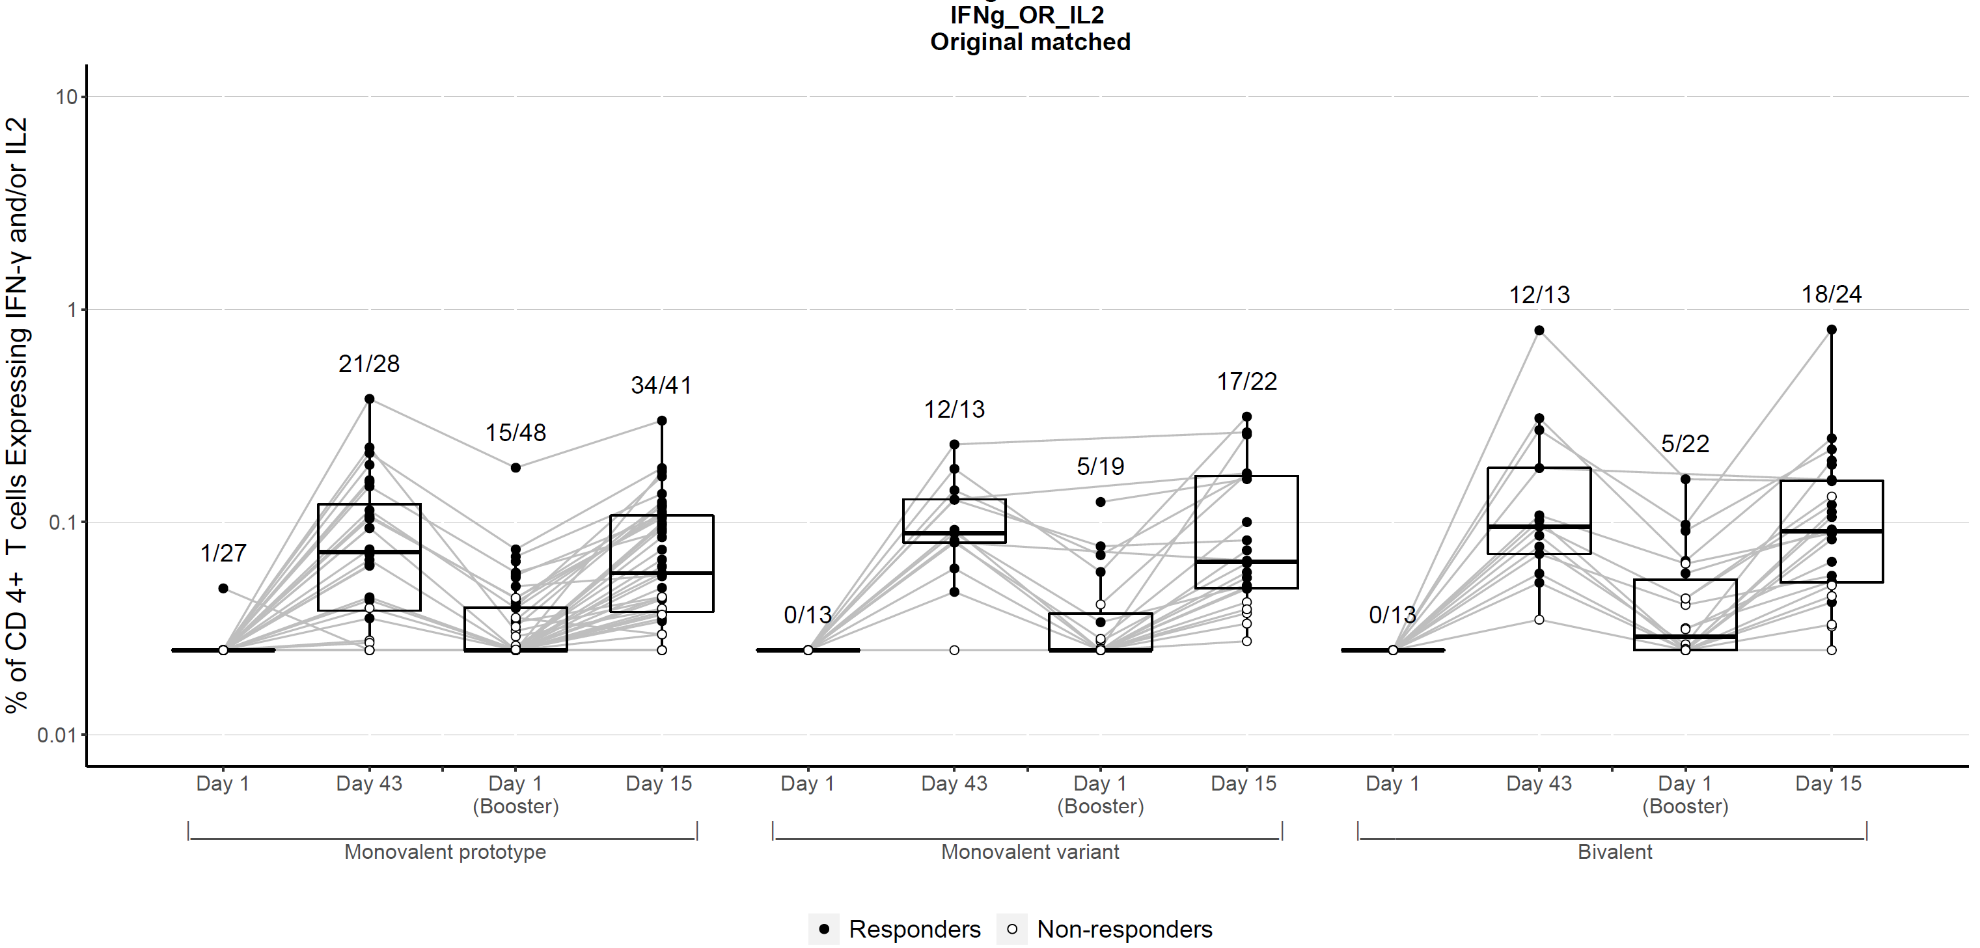 IFNg_OR_IL2
Original matched
% of CD 4+ T cells Expressing IFN-γ and/or IL2
10
1
0.1
0.01
1/27
21/28
15/48
34/41
0/13
12/13
5/19
17/22
0/13
12/13
5/22
18/24
Day 1
Day 43
Day 1
(Booster)
Day 15
Day 1
Day 43
Day 1
(Booster)
Day 15
Day 1
Day 43
Day 1
(Booster)
Day 15
Monovalent prototype
Monovalent variant
Bivalent
Responders
Non-responders